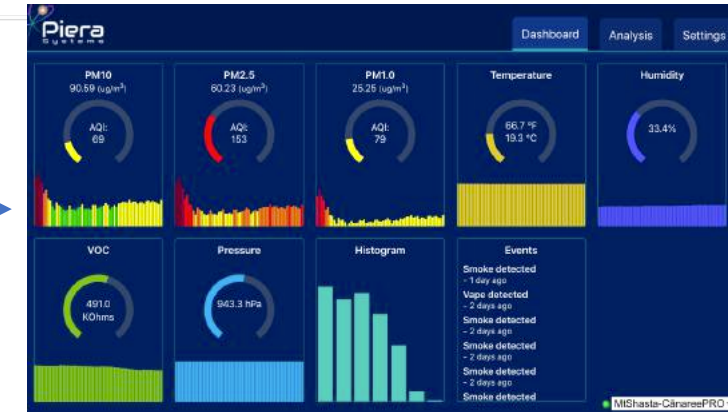 Piera
Systems
Dashboard
Analysis
Settings
PM10
90.59 (ug/m³)
AQI:
69
PM2.5
60.23 (ug/m³)
AQI:
153
PM1.0
25.25 (ug/m³)
AQI:
79
Temperature
66.7 °F
19.3 °C
Humidity
33.4%
VOC
491.0
KOhms
Pressure
943.3 hPa
Histogram
Events
Smoke detected
- 1 day ago
Vape detected
- 2 days ago
Smoke detected
- 2 days ago
Smoke detected
- 2 days ago
Smoke detected
- 2 days ago
Smoke detected
MtShasta-CānareePRO